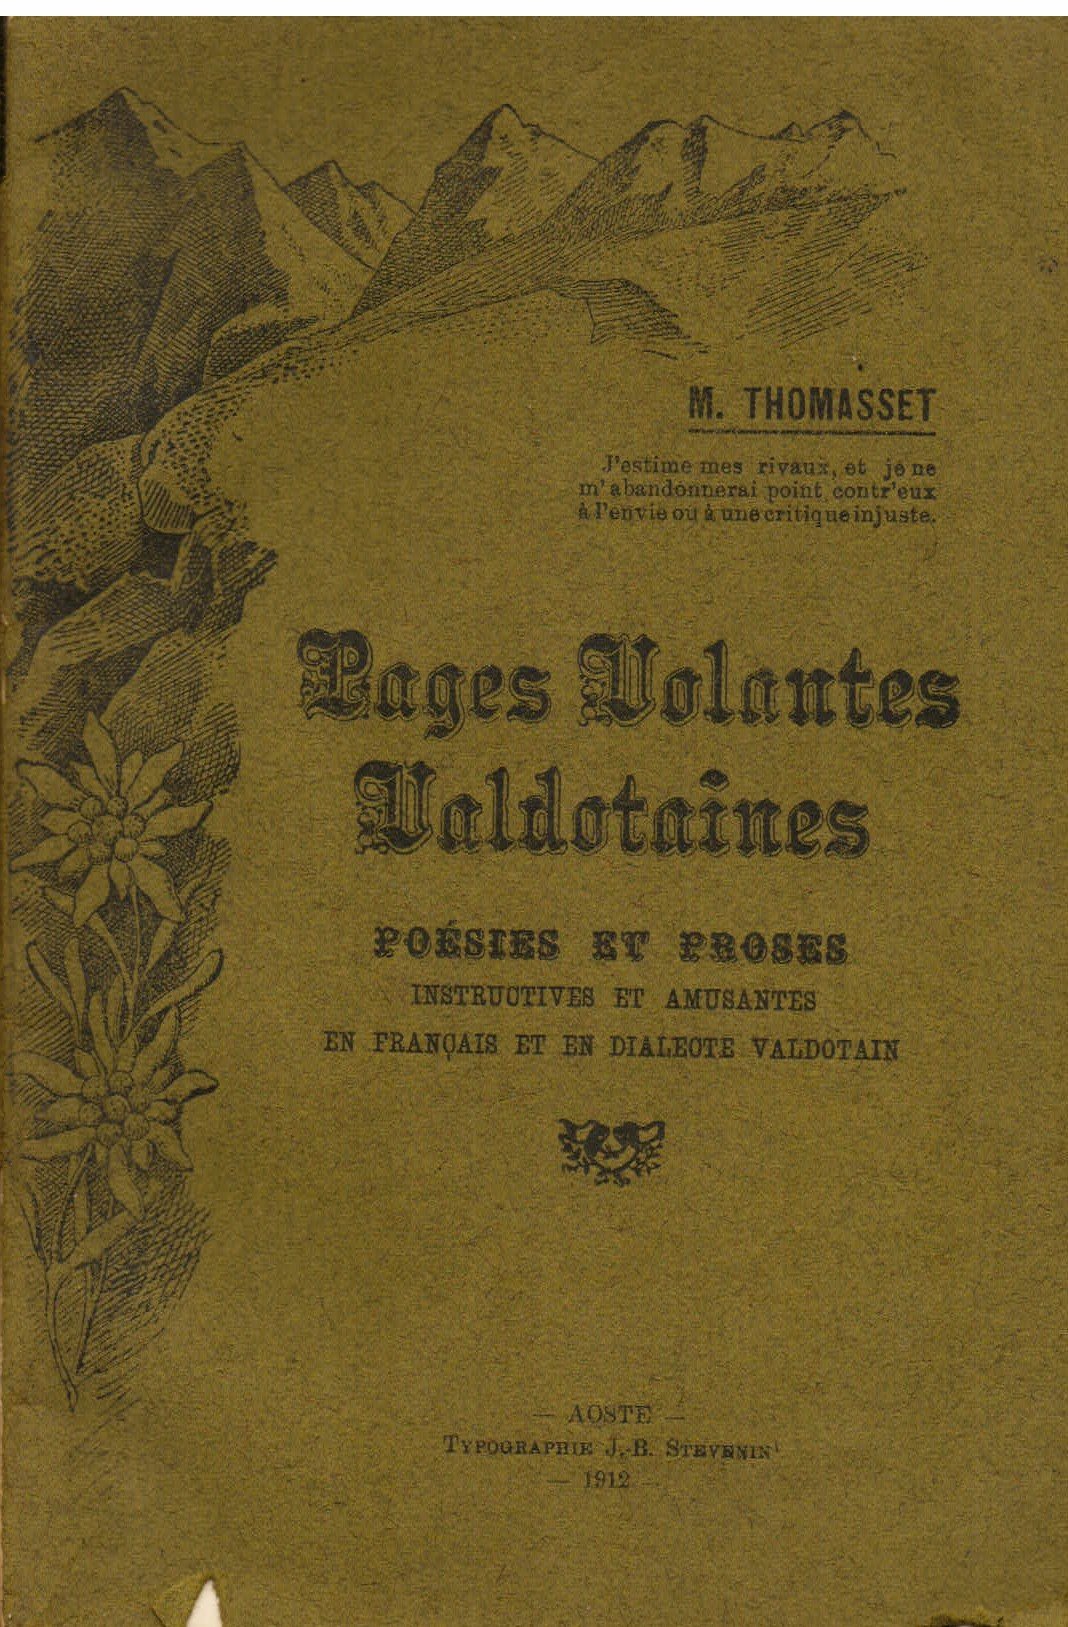 M. THOMASSET
J'estime mes rivaux, et je ne
m'abandonnerai point contr'eux
à l'envie ou à une critique injuste.
Pages Volantes
Valdotaines
POÉSIES ET PROSES
INSTRUCTIVES ET AMUSANTES
EN FRANÇAIS ET EN DIALECTE VALDOTAIN
— AOSTE —
TYPOGRAPHIE J.-B. STEVENIN
— 1912 —